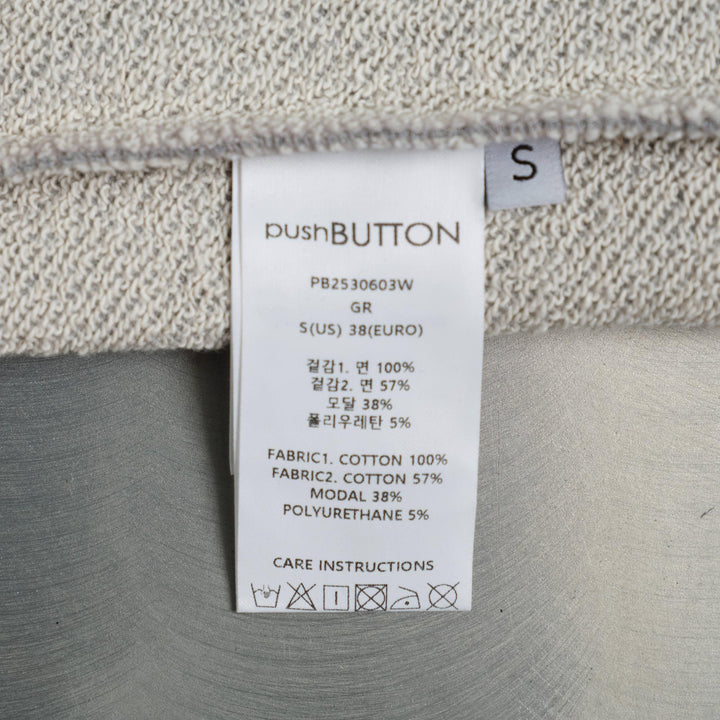 S
pushBUTTON
PB2530603W
GR
S(US) 38(EURO)
겉감1. 면 100%
겉감2. 면 57%
모달 38%
폴리우레탄 5%
FABRIC1. COTTON 100%
FABRIC2. COTTON 57%
MODAL 38%
POLYURETHANE 5%
CARE INSTRUCTIONS